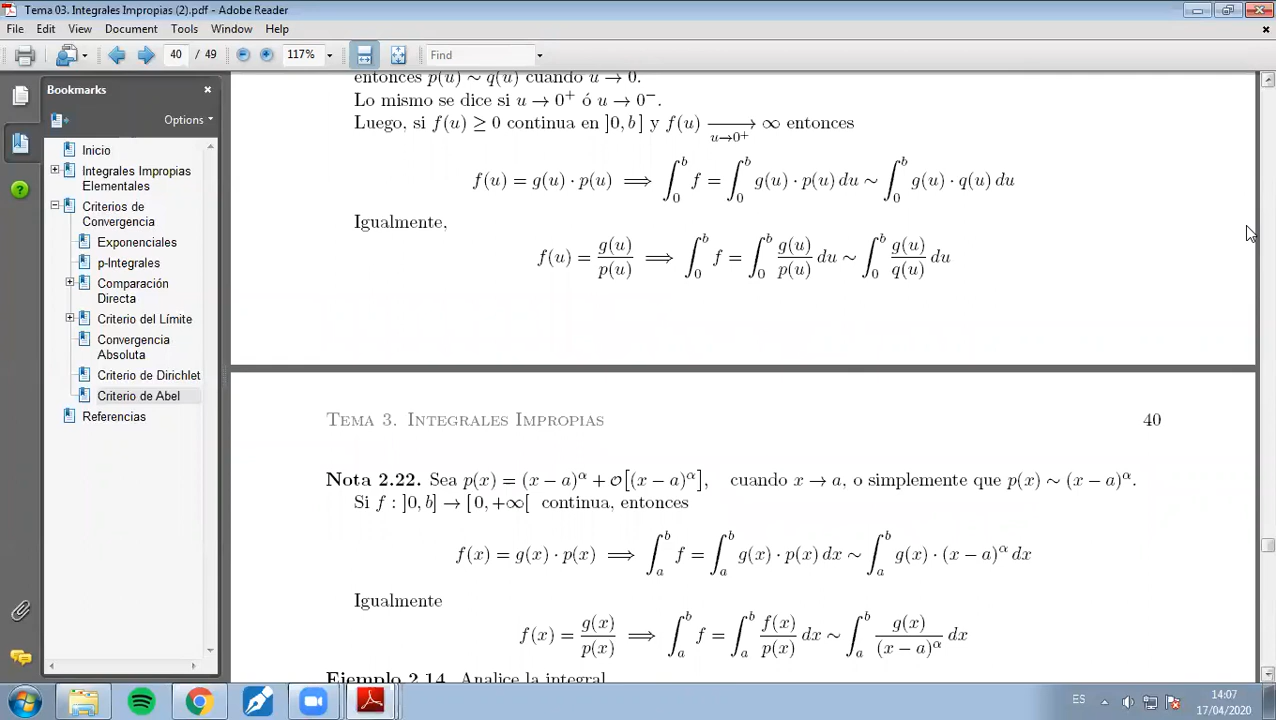 Tema 03. Integrales Impropias (2).pdf - Adobe Reader
File Edit View Document Tools Window Help
40 / 49 117% Find
Bookmarks
Options
Inicio
Integrales Impropias
Elementales
Criterios de
Convergencia
Exponenciales
p-Integrales
Comparación
Directa
Criterio del Límite
Convergencia
Absoluta
Criterio de Dirichlet
Criterio de Abel
Referencias
entonces p(u) ∼ q(u) cuando u → 0.
Lo mismo se dice si u → 0⁺ ó u → 0⁻.
Luego, si f(u) ≥ 0 continua en ]0, b] y f(u) ⟶_{u→0⁺} ∞ entonces
f(u) = g(u) · p(u) ⟹ ∫₀ᵇ f = ∫₀ᵇ g(u) · p(u) du ∼ ∫₀ᵇ g(u) · q(u) du
Igualmente,
f(u) = g(u)/p(u) ⟹ ∫₀ᵇ f = ∫₀ᵇ g(u)/p(u) du ∼ ∫₀ᵇ g(u)/q(u) du
Tema 3. Integrales Impropias 40
Nota 2.22. Sea p(x) = (x − a)^α + O[(x − a)^α], cuando x → a, o simplemente que p(x) ∼ (x − a)^α.
Si f : ]0, b] → [0, +∞[ continua, entonces
f(x) = g(x) · p(x) ⟹ ∫ₐᵇ f = ∫ₐᵇ g(x) · p(x) dx ∼ ∫ₐᵇ g(x) · (x − a)^α dx
Igualmente
f(x) = g(x)/p(x) ⟹ ∫ₐᵇ f = ∫ₐᵇ f(x)/p(x) dx ∼ ∫ₐᵇ g(x)/(x − a)^α dx
Ejemplo 2.14. Analice la integral
ES
14:07
17/04/2020